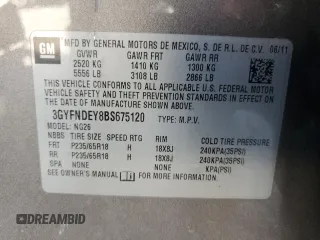 GM
MFD BY GENERAL MOTORS DE MEXICO, S. DE R.L. DE C.V. 06/11
GVWR GAWR FRT GAWR RR
2520 KG 1410 KG 1300 KG
5556 LB 3108 LB 2866 LB
THIS VEHICLE CONFORMS TO ALL APPLICABLE U.S. FEDERAL
MOTOR VEHICLE SAFETY, BUMPER, AND THEFT PREVENTION
STANDARDS IN EFFECT ON THE DATE OF MANUFACTURE SHOWN ABOVE.
3GYFNDEY8BS675120 TYPE: M.P.V.
MODEL: NG26
TIRE SIZE SPEED RTG RIM COLD TIRE PRESSURE
FRT P235/65R18 H 18X8J 240KPA(35PSI)
RR P235/65R18 H 18X8J 240KPA(35PSI)
SPA NONE NONE KPA(PSI)
SEE OWNER'S MANUAL FOR ADDITIONAL INFORMATION.
DREAMBID